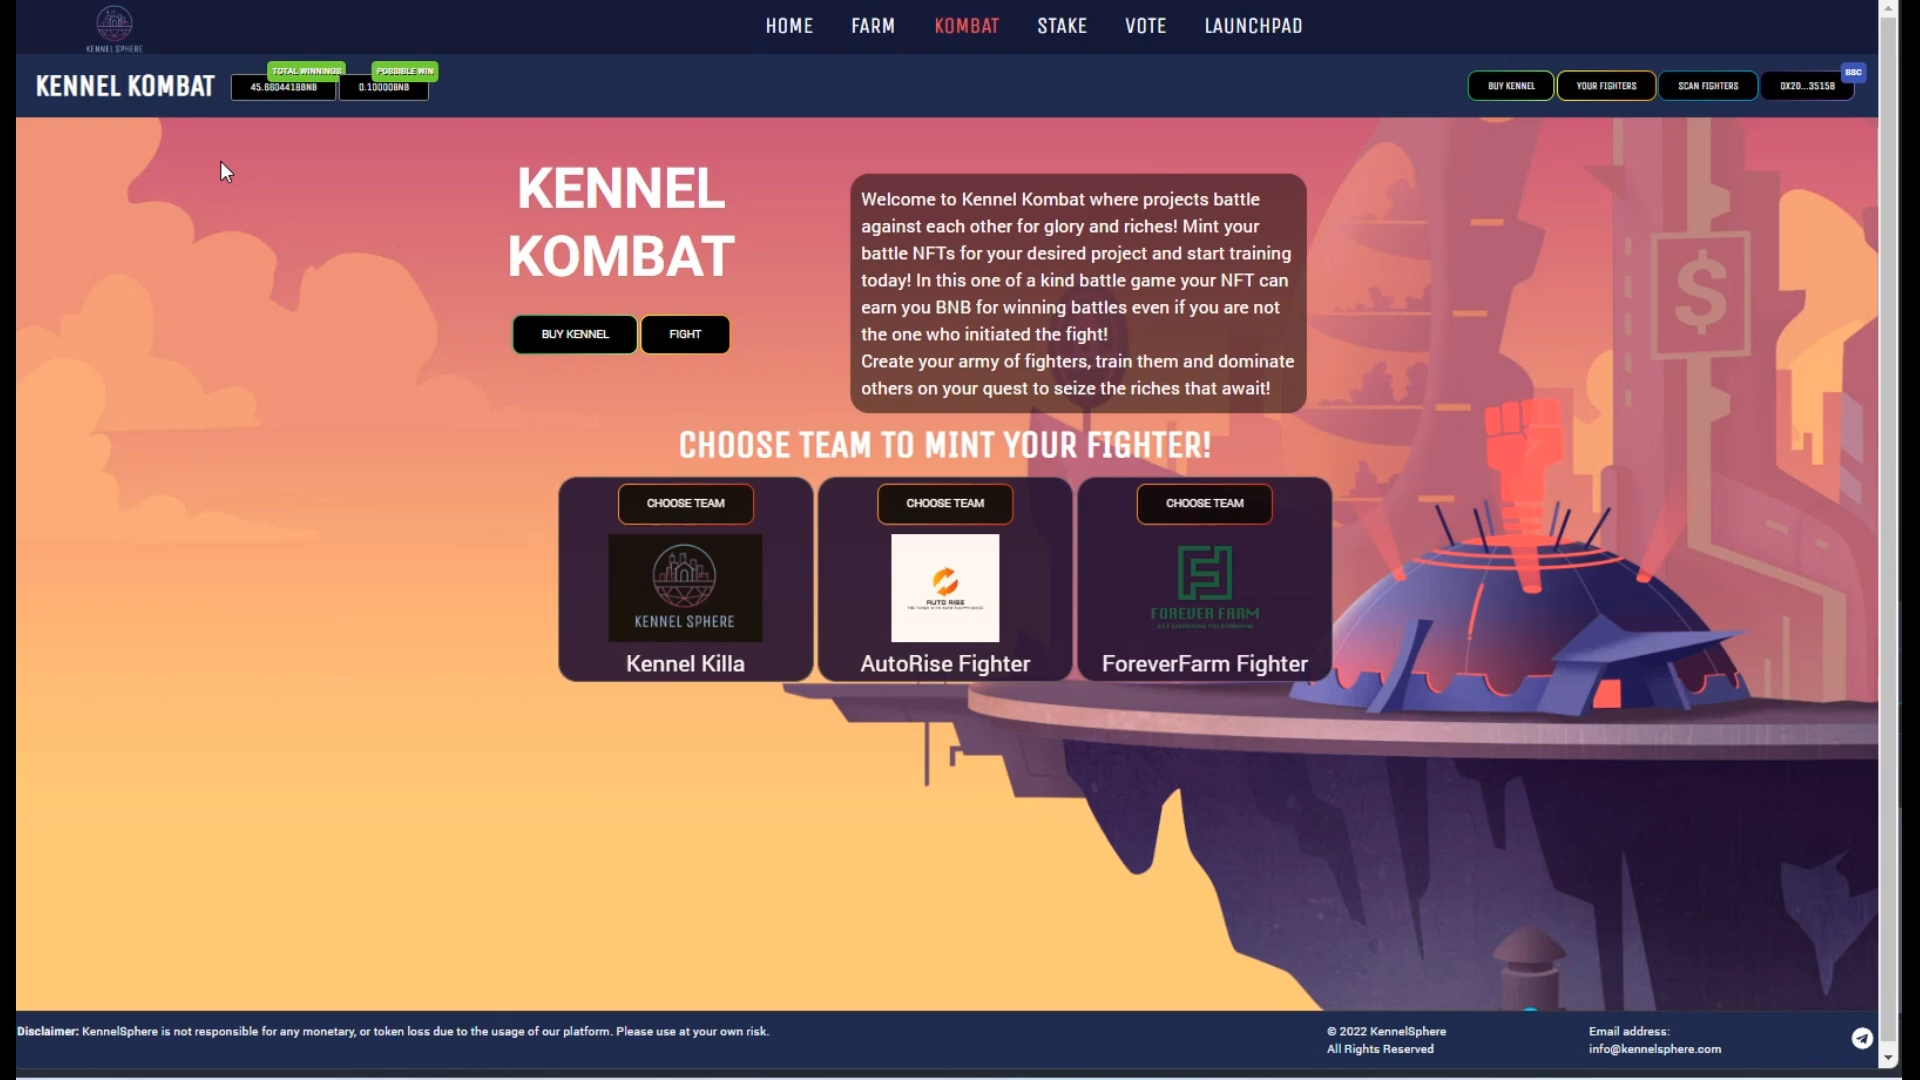 HOME FARM KOMBAT STAKE VOTE LAUNCHPAD
KENNEL SPHERE
KENNEL KOMBAT
TOTAL WINNINGS
POSSIBLE WIN
0.10000BNB
BUY KENNEL
YOUR FIGHTERS
SCAN FIGHTERS
0X20...35158
BSC
KENNEL
KOMBAT
BUY KENNEL
FIGHT
Welcome to Kennel Kombat where projects battle
against each other for glory and riches! Mint your
battle NFTs for your desired project and start training
today! In this one of a kind battle game your NFT can
earn you BNB for winning battles even if you are not
the one who initiated the fight!
Create your army of fighters, train them and dominate
others on your quest to seize the riches that await!
CHOOSE TEAM TO MINT YOUR FIGHTER!
CHOOSE TEAM
CHOOSE TEAM
CHOOSE TEAM
KENNEL SPHERE
AUTO RISE
FOREVER FARM
Kennel Killa
AutoRise Fighter
ForeverFarm Fighter
Disclaimer: KennelSphere is not responsible for any monetary, or token loss due to the usage of our platform. Please use at your own risk.
© 2022 KennelSphere
All Rights Reserved
Email address:
info@kennelsphere.com